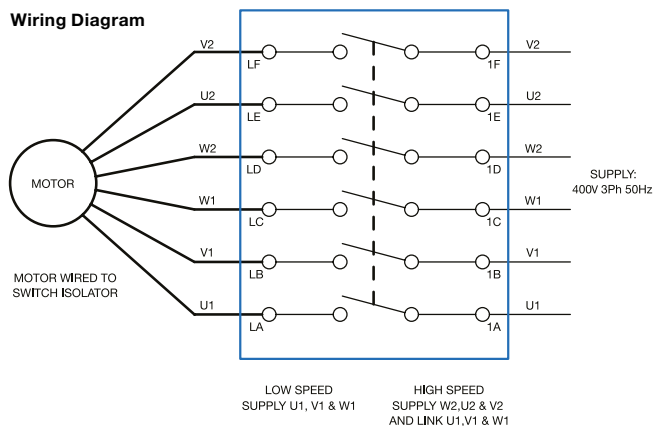 Wiring Diagram
V2
LF
1F
V2
U2
LE
1E
U2
W2
LD
1D
W2
MOTOR
SUPPLY:
400V 3Ph 50Hz
W1
LC
1C
W1
V1
LB
1B
V1
MOTOR WIRED TO
SWITCH ISOLATOR
U1
LA
1A
U1
LOW SPEED
SUPPLY U1, V1 & W1
HIGH SPEED
SUPPLY W2,U2 & V2
AND LINK U1,V1 & W1